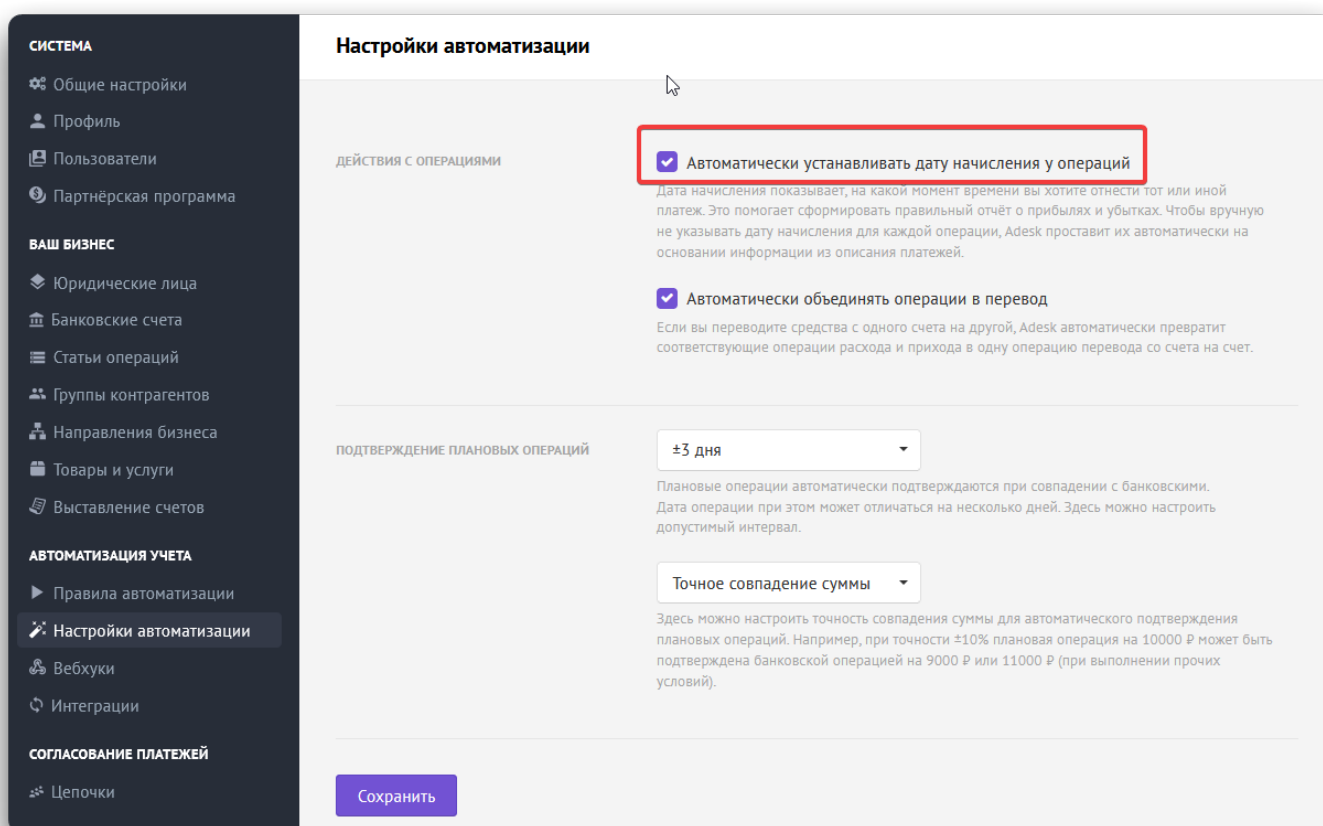 СИСТЕМА
Общие настройки
Профиль
Пользователи
Партнёрская программа
ВАШ БИЗНЕС
Юридические лица
Банковские счета
Статьи операций
Группы контрагентов
Направления бизнеса
Товары и услуги
Выставление счетов
АВТОМАТИЗАЦИЯ УЧЕТА
Правила автоматизации
Настройки автоматизации
Вебхуки
Интеграции
СОГЛАСОВАНИЕ ПЛАТЕЖЕЙ
Цепочки
Настройки автоматизации
ДЕЙСТВИЯ С ОПЕРАЦИЯМИ
Автоматически устанавливать дату начисления у операций
Дата начисления показывает, на какой момент времени вы хотите отнести тот или иной
платеж. Это помогает сформировать правильный отчёт о прибылях и убытках. Чтобы вручную
не указывать дату начисления для каждой операции, Adesk проставит их автоматически на
основании информации из описания платежей.
Автоматически объединять операции в перевод
Если вы переводите средства с одного счета на другой, Adesk автоматически превратит
соответствующие операции расхода и прихода в одну операцию перевода со счета на счет.
ПОДТВЕРЖДЕНИЕ ПЛАНОВЫХ ОПЕРАЦИЙ
±3 дня
Плановые операции автоматически подтверждаются при совпадении с банковскими.
Дата операции при этом может отличаться на несколько дней. Здесь можно настроить
допустимый интервал.
Точное совпадение суммы
Здесь можно настроить точность совпадения суммы для автоматического подтверждения
плановых операций. Например, при точности ±10% плановая операция на 10000 ₽ может быть
подтверждена банковской операцией на 9000 ₽ или 11000 ₽ (при выполнении прочих
условий).
Сохранить